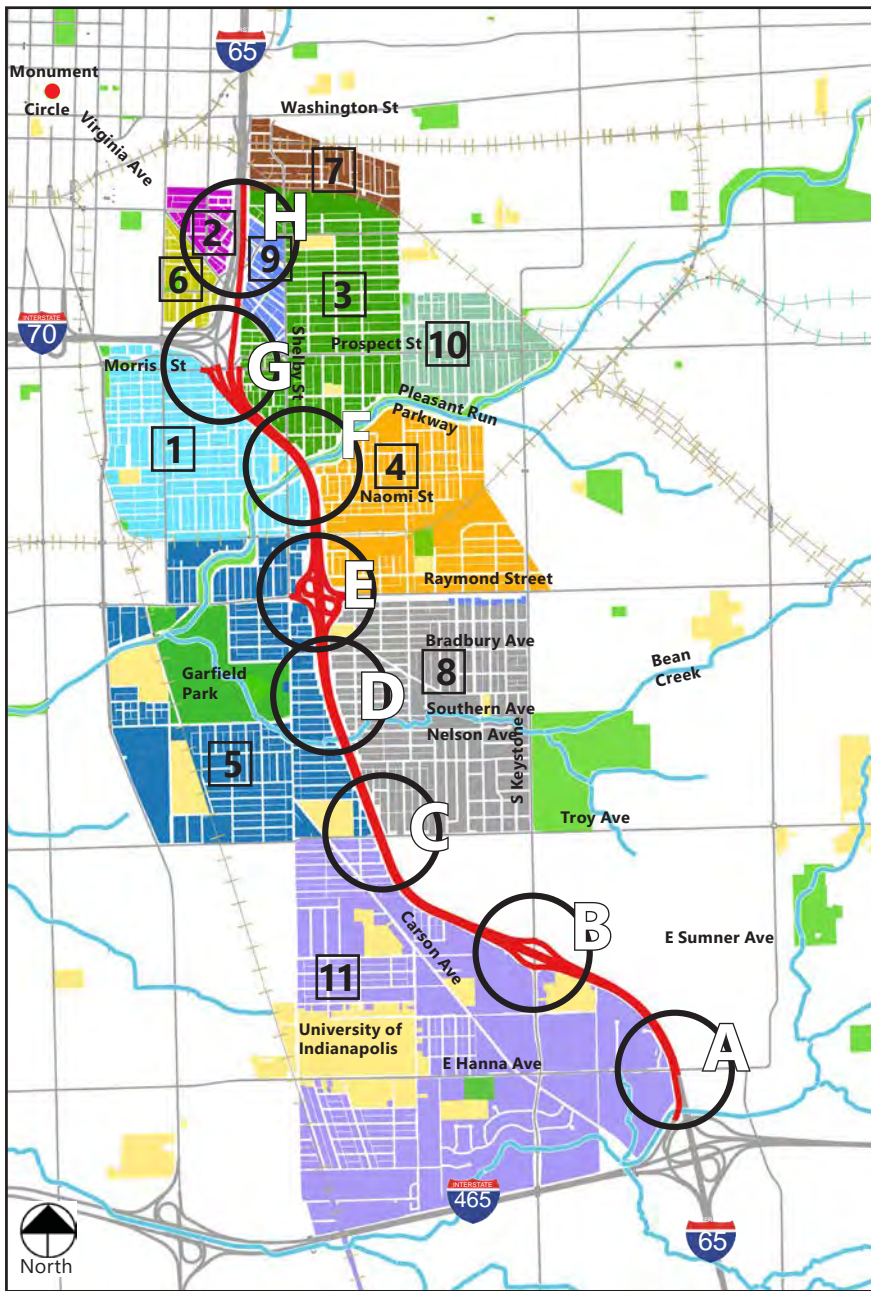 65
Monument
Circle
Washington St
Virginia Ave
7
H
2
9
6
3
INTERSTATE
70
Shelby St
Prospect St
10
Morris St
G
Pleasant Run
Parkway
F
1
4
Naomi St
E
Raymond Street
Bradbury Ave
Bean
Creek
Garfield
Park
8
D
Southern Ave
Nelson Ave
5
S Keystone
C
Troy Ave
B
Carson Ave
E Sumner Ave
11
University of
Indianapolis
A
E Hanna Ave
INTERSTATE
465
65
North